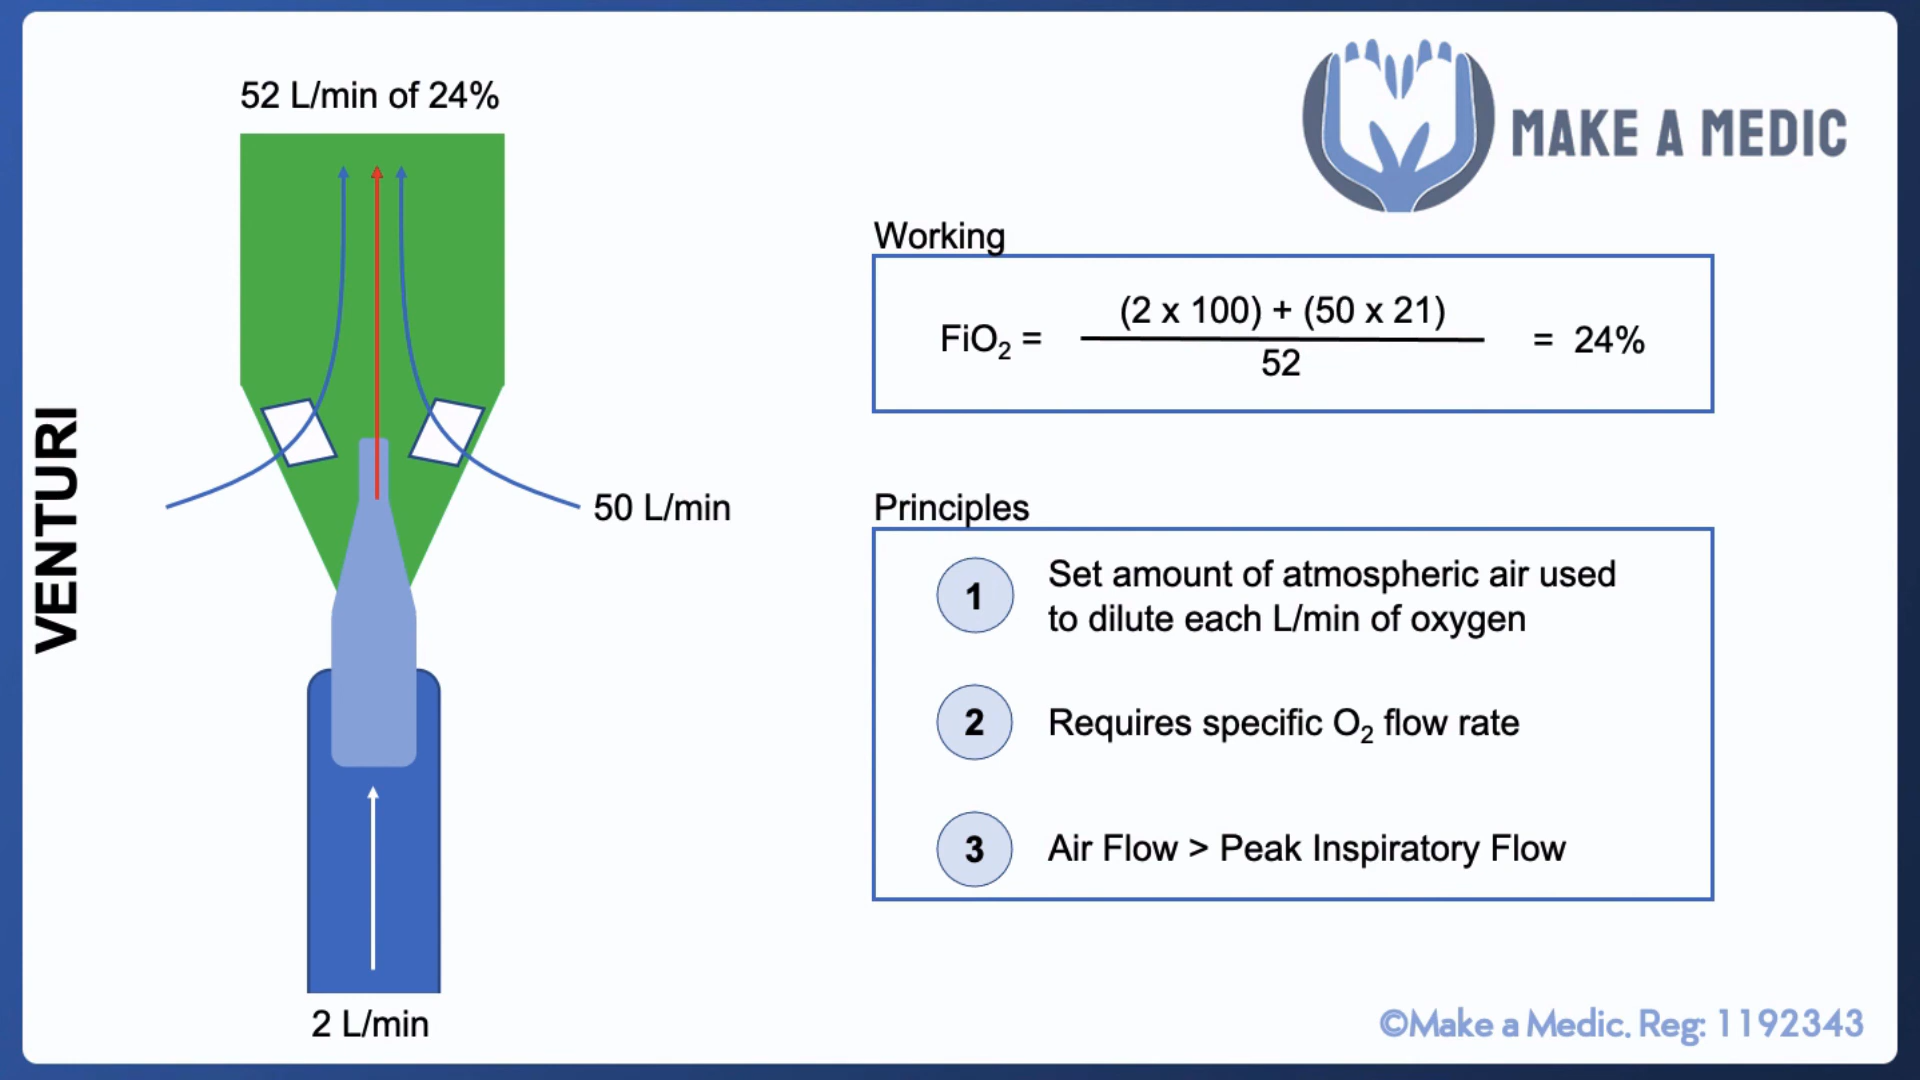 52 L/min of 24%
MAKE A MEDIC
VENTURI
50 L/min
2 L/min
Working
FiO₂ = (2 x 100) + (50 x 21)
52
= 24%
Principles
1 Set amount of atmospheric air used
to dilute each L/min of oxygen
2 Requires specific O₂ flow rate
3 Air Flow > Peak Inspiratory Flow
©Make a Medic. Reg: 1192343